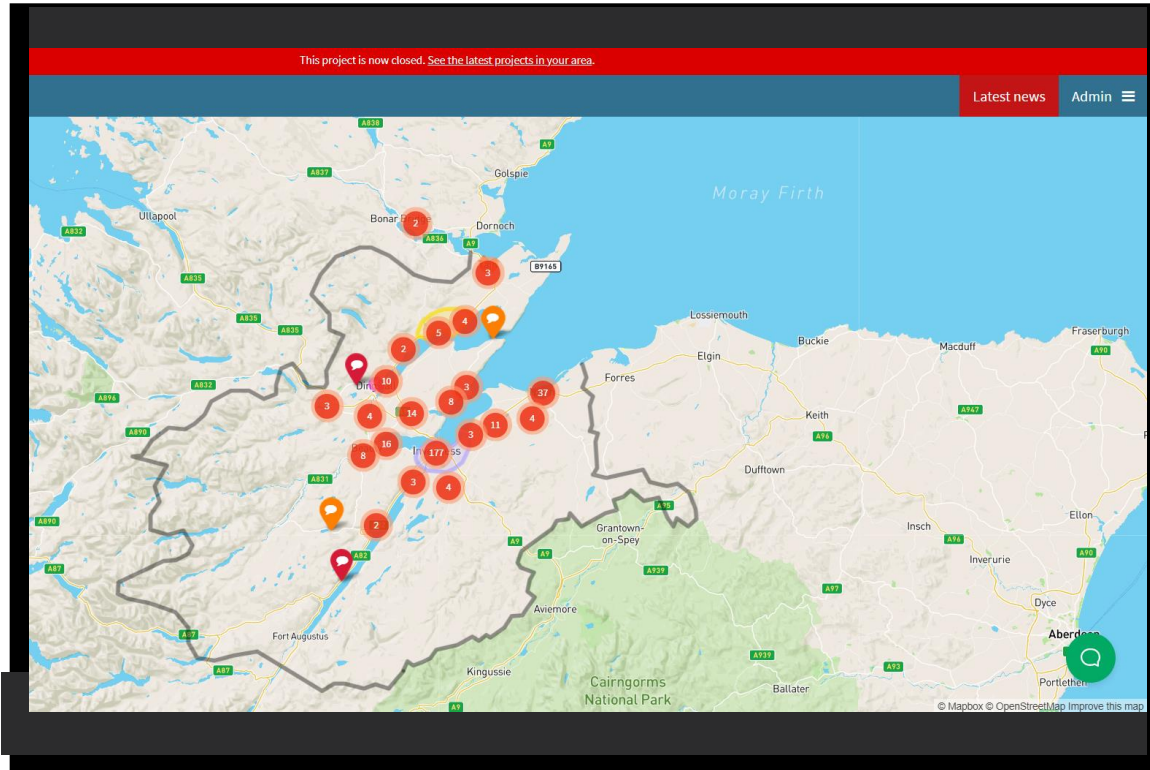 This project is now closed. See the latest projects in your area.
Latest news
Admin
A838
A9
A837
Golspie
Moray Firth
Ullapool
Bonar
2
Dornoch
A832
A836
A9
B9165
3
A835
A835
A835
4
5
Lossiemouth
Buckie
Fraserburgh
A90
Macduff
2
Elgin
Forres
10
3
A832
A896
37
8
3
4
14
4
11
A947
Keith
A96
A890
3
16
177
8
Dufftown
A831
3
4
A95
Ellon
A890
2
Grantown-
on-Spey
Insch
A96
A9
A9
A82
A90
Inverurie
A87
A939
A97
Aviemore
Dyce
Fort Augustus
A87
Aberdeen
A939
A93
A87
Kingussie
Cairngorms
National Park
Ballater
Portlethen
A9
© Mapbox © OpenStreetMap Improve this map